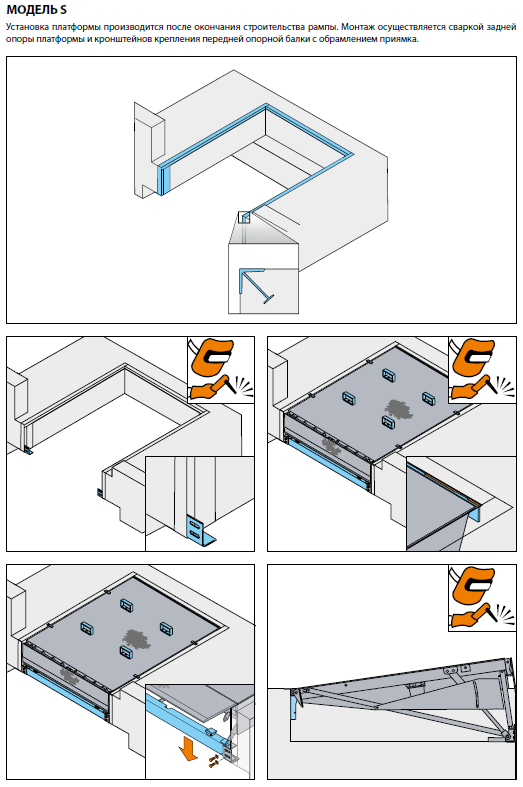 МОДЕЛЬ S
Установка платформы производится после окончания строительства рампы. Монтаж осуществляется сваркой задней
опоры платформы и кронштейнов крепления передней опорной балки с обрамлением приямка.